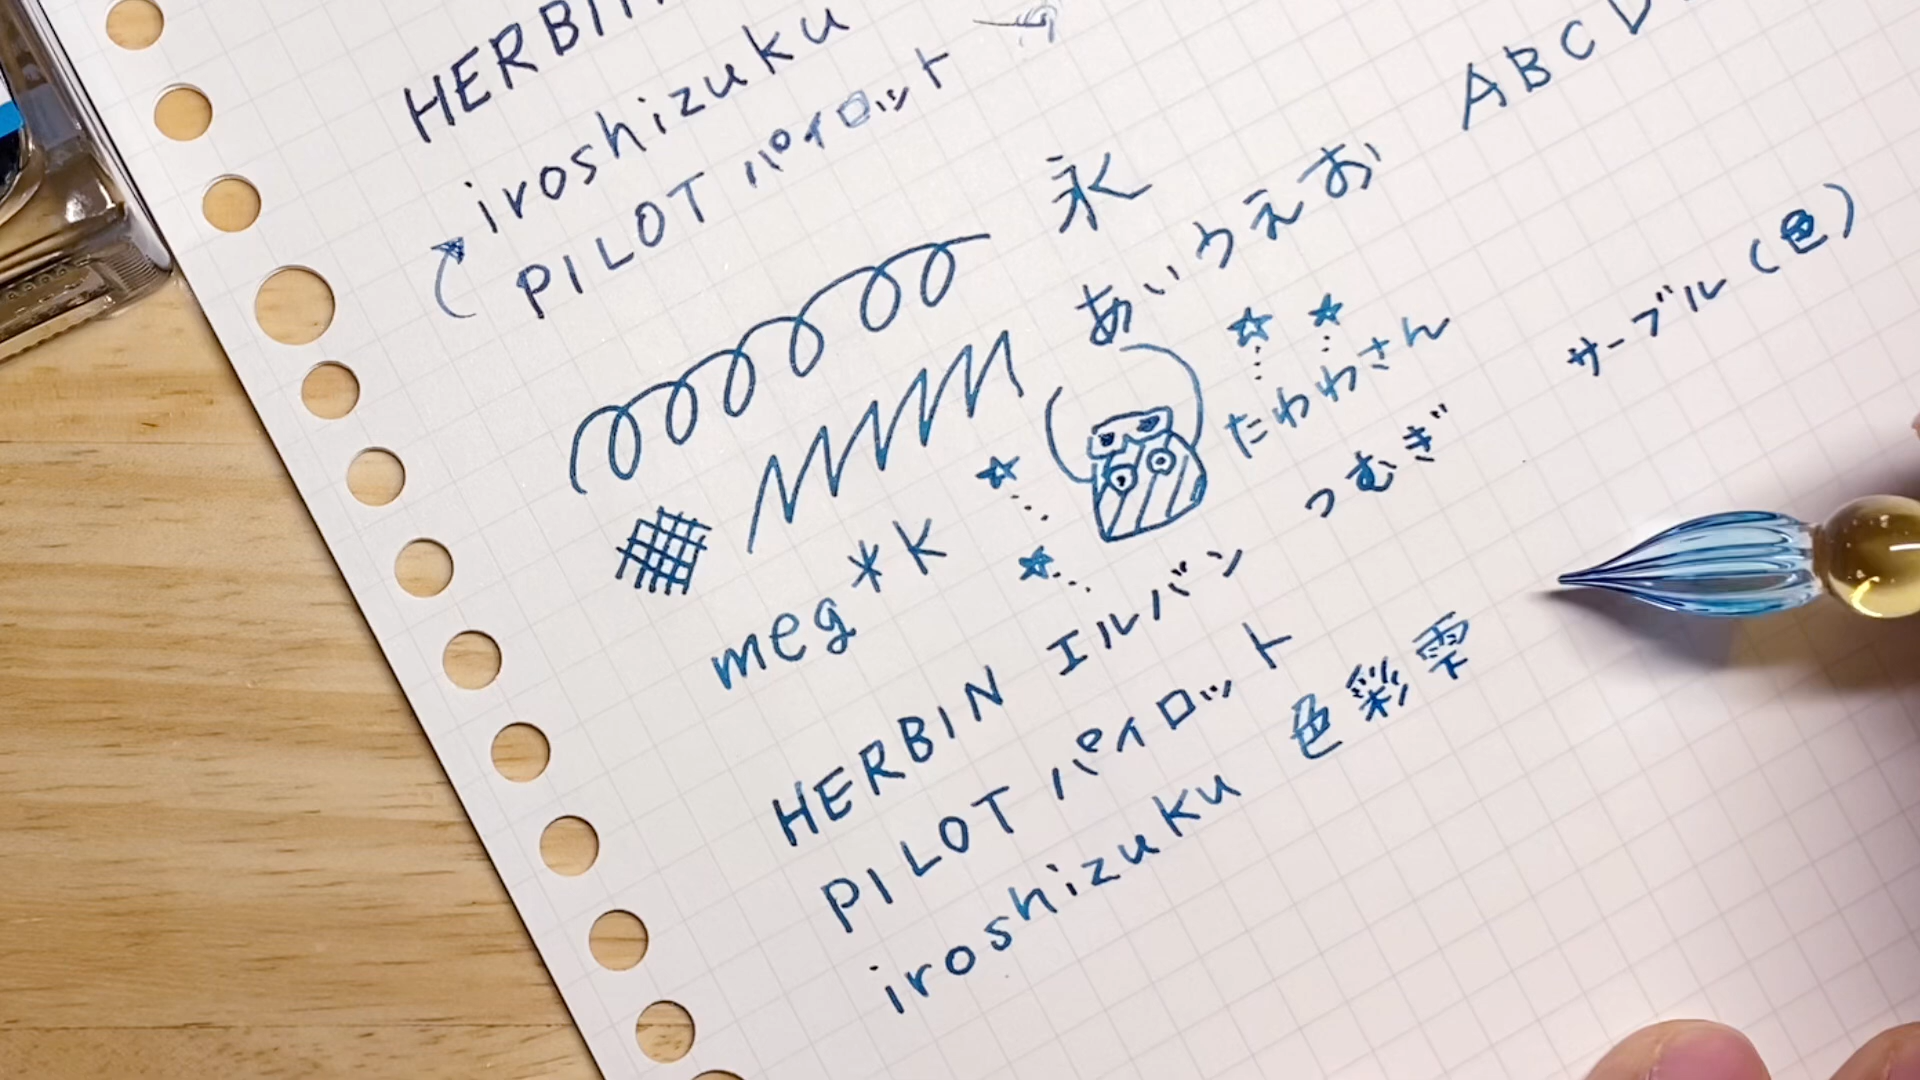 HERBIN
iroshizuku
PILOT パイロット
ABCD
永
あいうえお
たわわさん
サーブル(色)
つむぎ
meg*K
HERBIN エルバン
PILOT パイロット
iroshizuku 色彩雫